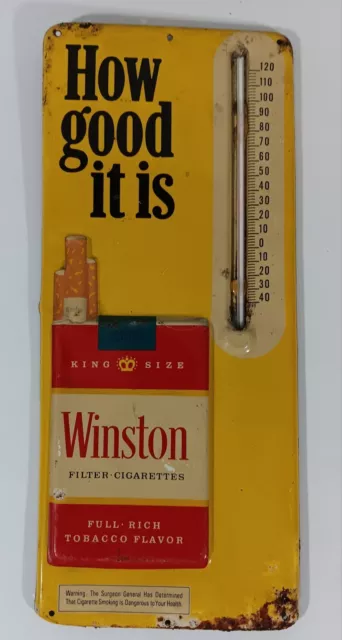 How
good
it is
120
110
100
90
80
70
60
50
40
30
20
10
0
10
20
30
40
KING SIZE
Winston
FILTER·CIGARETTES
FULL·RICH
TOBACCO FLAVOR
Warning: The Surgeon General Has Determined
That Cigarette Smoking is Dangerous to Your Health